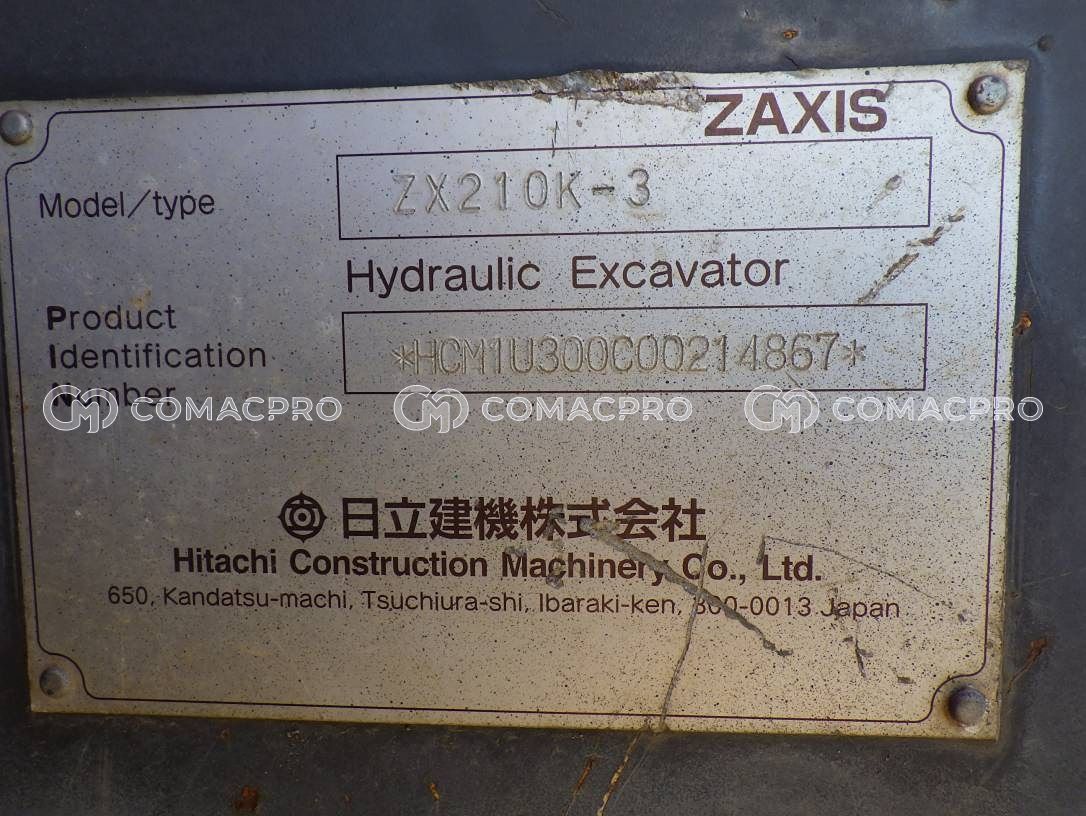 ZAXIS
Model/type
ZX210K-3
Hydraulic Excavator
Product
Identification
Number
*HCM1U300C00214867*
COMACPRO COMACPRO COMACPRO
日立建機株式会社
Hitachi Construction Machinery Co., Ltd.
650, Kandatsu-machi, Tsuchiura-shi, Ibaraki-ken, 300-0013 Japan